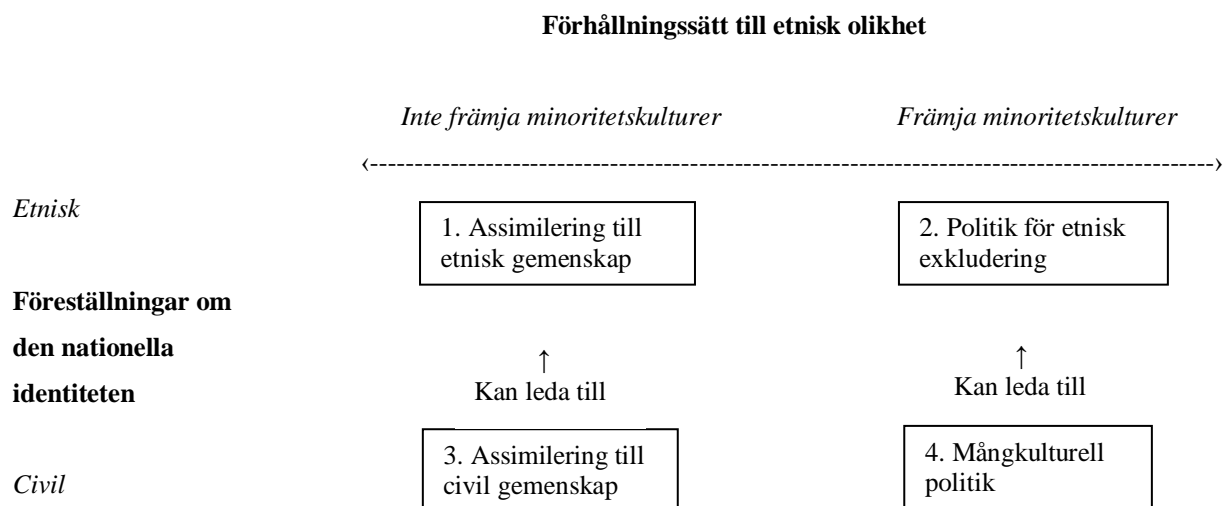 Förhållningssätt till etnisk olikhet
Inte främja minoritetskulturer Främja minoritetskulturer
‹-----------------------------------------------------------------------------------------------›
Etnisk
1. Assimilering till
etnisk gemenskap
2. Politik för etnisk
exkludering
Föreställningar om
den nationella
identiteten
↑
Kan leda till
↑
Kan leda till
3. Assimilering till
civil gemenskap
4. Mångkulturell
politik
Civil